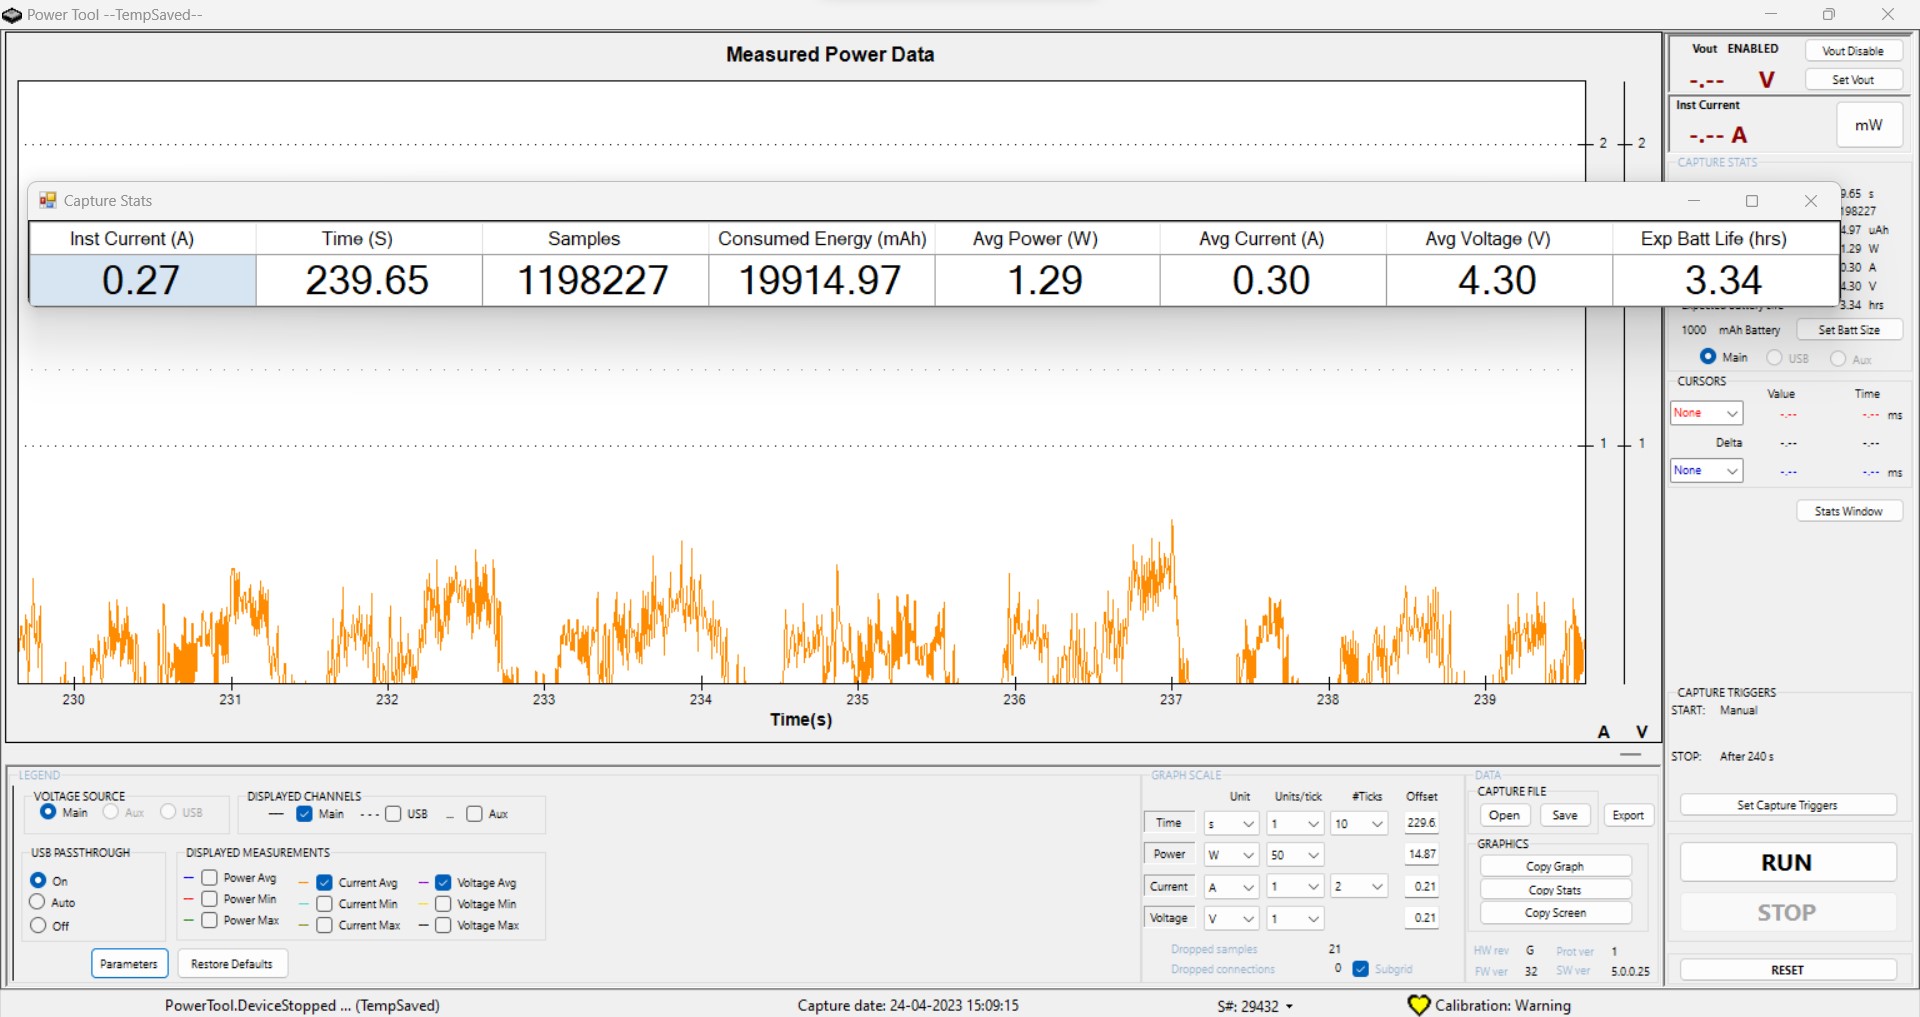 Power Tool --TempSaved--
Measured Power Data
2 2
Capture Stats
Inst Current (A) Time (S) Samples Consumed Energy (mAh) Avg Power (W) Avg Current (A) Avg Voltage (V) Exp Batt Life (hrs)
0.27 239.65 1198227 19914.97 1.29 0.30 4.30 3.34
1 1
230 231 232 233 234 235 236 237 238 239
Time(s)
A V
Vout ENABLED Vout Disable
-.-- V Set Vout
Inst Current
-.-- A mW
CAPTURE STATS
9.65 s
198227
4.97 uAh
1.29 W
0.30 A
4.30 V
3.34 hrs
1000 mAh Battery Set Batt Size
Main USB Aux
CURSORS
Value Time
None -.-- -.-- ms
Delta -.-- -.--
None -.-- -.-- ms
Stats Window
CAPTURE TRIGGERS
START: Manual
STOP: After 240 s
Set Capture Triggers
RUN
STOP
RESET
LEGEND
VOLTAGE SOURCE
Main Aux USB
DISPLAYED CHANNELS
Main USB Aux
USB PASSTHROUGH
On
Auto
Off
DISPLAYED MEASUREMENTS
Power Avg Current Avg Voltage Avg
Power Min Current Min Voltage Min
Power Max Current Max Voltage Max
Parameters Restore Defaults
GRAPH SCALE
Unit Units/tick #Ticks Offset
Time s 1 10 229.6
Power W 50 14.87
Current A 1 2 0.21
Voltage V 1 0.21
Dropped samples 21
Dropped connections 0 Subgrid
DATA
CAPTURE FILE
Open Save Export
GRAPHICS
Copy Graph
Copy Stats
Copy Screen
HW rev G Prot ver 1
FW ver 32 SW ver 5.0.0.25
PowerTool.DeviceStopped ... (TempSaved) Capture date: 24-04-2023 15:09:15 S#: 29432 Calibration: Warning